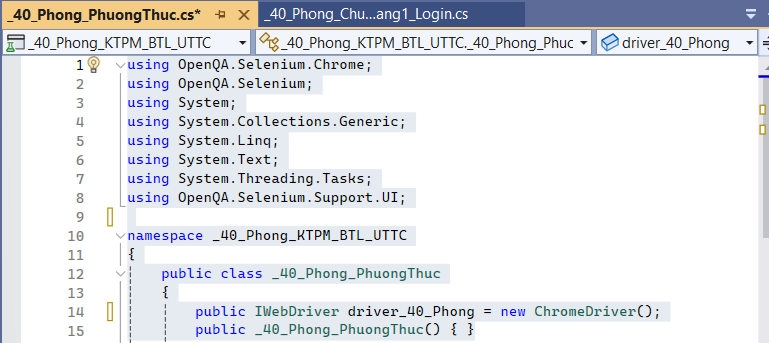 _40_Phong_PhuongThuc.cs*
_40_Phong_Chu...ang1_Login.cs
_40_Phong_KTPM_BTL_UTTC
_40_Phong_KTPM_BTL_UTTC._40_Phong_Phuc
driver_40_Phong
1 using OpenQA.Selenium.Chrome;
2 using OpenQA.Selenium;
3 using System;
4 using System.Collections.Generic;
5 using System.Linq;
6 using System.Text;
7 using System.Threading.Tasks;
8 using OpenQA.Selenium.Support.UI;
9
10 namespace _40_Phong_KTPM_BTL_UTTC
11 {
12 public class _40_Phong_PhuongThuc
13 {
14 public IWebDriver driver_40_Phong = new ChromeDriver();
15 public _40_Phong_PhuongThuc() { }